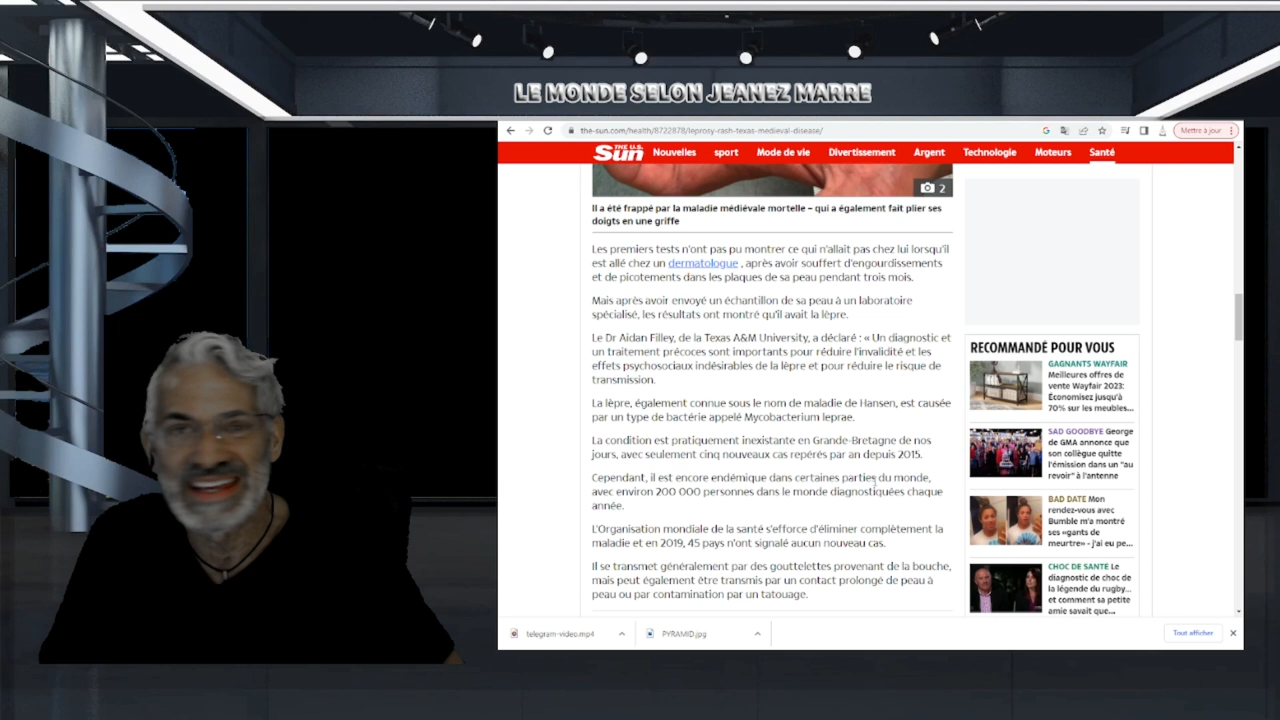 LE MONDE SELON JEANEZ MARRE
the-sun.com/health/8722878/leprosy-rash-texas-medieval-disease/
Mettre à jour
THE U.S.
Sun
Nouvelles
sport
Mode de vie
Divertissement
Argent
Technologie
Moteurs
Santé
2
Il a été frappé par la maladie médiévale mortelle – qui a également fait plier ses
doigts en une griffe
Les premiers tests n'ont pas pu montrer ce qui n'allait pas chez lui lorsqu'il
est allé chez un dermatologue , après avoir souffert d'engourdissements
et de picotements dans les plaques de sa peau pendant trois mois.
Mais après avoir envoyé un échantillon de sa peau à un laboratoire
spécialisé, les résultats ont montré qu'il avait la lèpre.
Le Dr Aidan Filley, de la Texas A&M University, a déclaré : « Un diagnostic et
un traitement précoces sont importants pour réduire l'invalidité et les
effets psychosociaux indésirables de la lèpre et pour réduire le risque de
transmission.
La lèpre, également connue sous le nom de maladie de Hansen, est causée
par un type de bactérie appelé Mycobacterium leprae.
La condition est pratiquement inexistante en Grande-Bretagne de nos
jours, avec seulement cinq nouveaux cas repérés par an depuis 2015.
Cependant, il est encore endémique dans certaines parties du monde,
avec environ 200 000 personnes dans le monde diagnostiquées chaque
année.
L'Organisation mondiale de la santé s'efforce d'éliminer complètement la
maladie et en 2019, 45 pays n'ont signalé aucun nouveau cas.
Il se transmet généralement par des gouttelettes provenant de la bouche,
mais peut également être transmis par un contact prolongé de peau à
peau ou par contamination par un tatouage.
RECOMMANDÉ POUR VOUS
GAGNANTS WAYFAIR
Meilleures offres de
vente Wayfair 2023:
Économisez jusqu'à
70% sur les meubles...
SAD GOODBYE George
de GMA annonce que
son collègue quitte
l'émission dans un "au
revoir" à l'antenne
BAD DATE Mon
rendez-vous avec
Bumble m'a montré
ses «gants de
meurtre» - j'ai eu pe...
CHOC DE SANTÉ Le
diagnostic de choc de
la légende du rugby...
et comment sa petite
amie savait que...
telegram-video.mp4
PYRAMID.jpg
Tout afficher